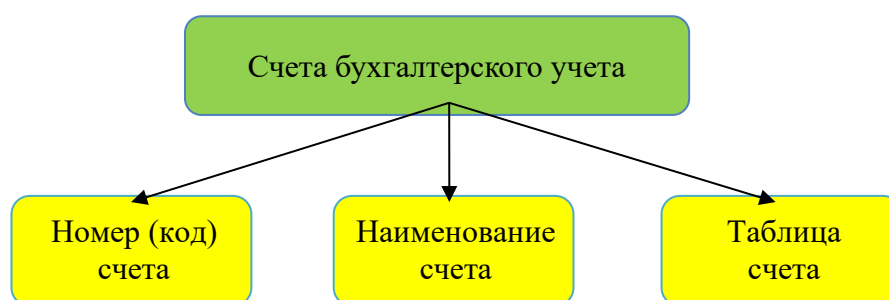 Счета бухгалтерского учета
Номер (код)
счета
Наименование
счета
Таблица
счета